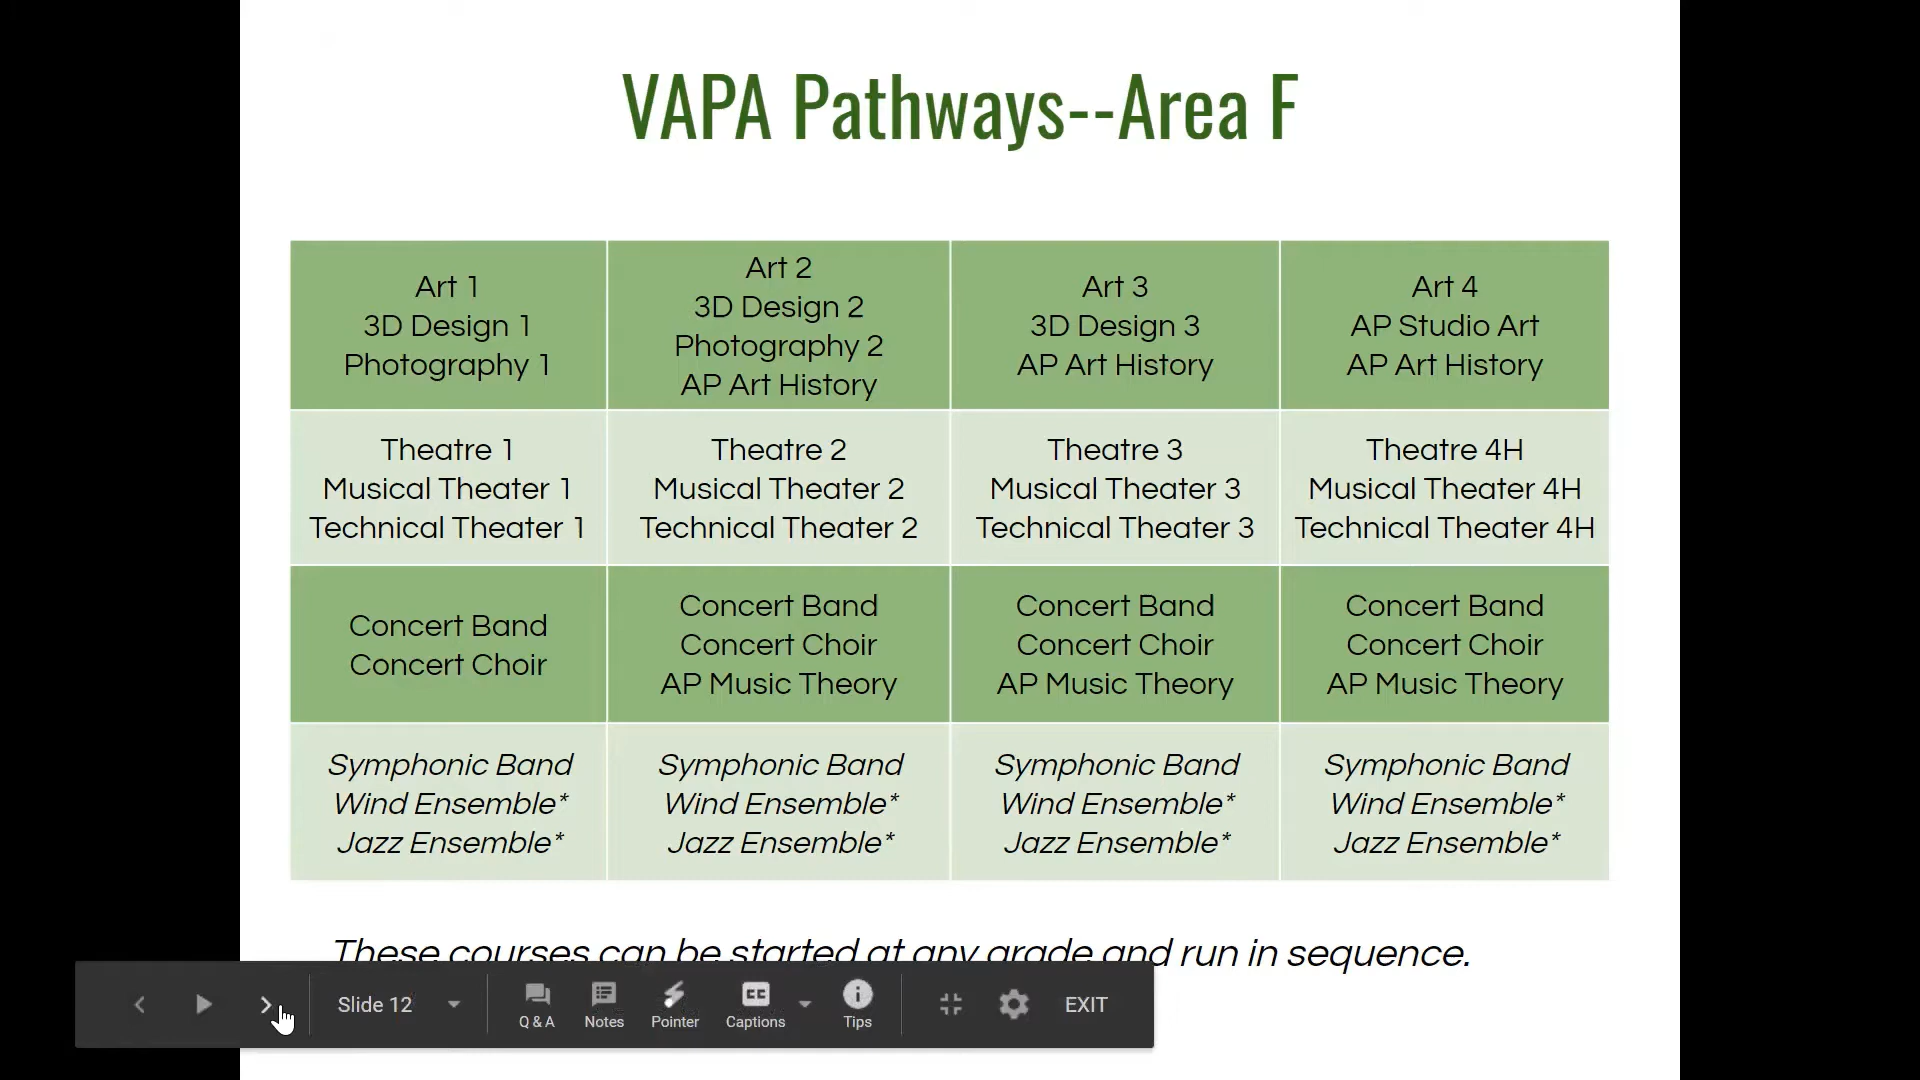 VAPA Pathways--Area F
Art 1
3D Design 1
Photography 1
Art 2
3D Design 2
Photography 2
AP Art History
Art 3
3D Design 3
AP Art History
Art 4
AP Studio Art
AP Art History
Theatre 1
Musical Theater 1
Technical Theater 1
Theatre 2
Musical Theater 2
Technical Theater 2
Theatre 3
Musical Theater 3
Technical Theater 3
Theatre 4H
Musical Theater 4H
Technical Theater 4H
Concert Band
Concert Choir
Concert Band
Concert Choir
AP Music Theory
Concert Band
Concert Choir
AP Music Theory
Concert Band
Concert Choir
AP Music Theory
Symphonic Band
Wind Ensemble*
Jazz Ensemble*
Symphonic Band
Wind Ensemble*
Jazz Ensemble*
Symphonic Band
Wind Ensemble*
Jazz Ensemble*
Symphonic Band
Wind Ensemble*
Jazz Ensemble*
These courses can be started at any grade and run in sequence.
Slide 12
Q & A
Notes
Pointer
CC
Captions
Tips
EXIT